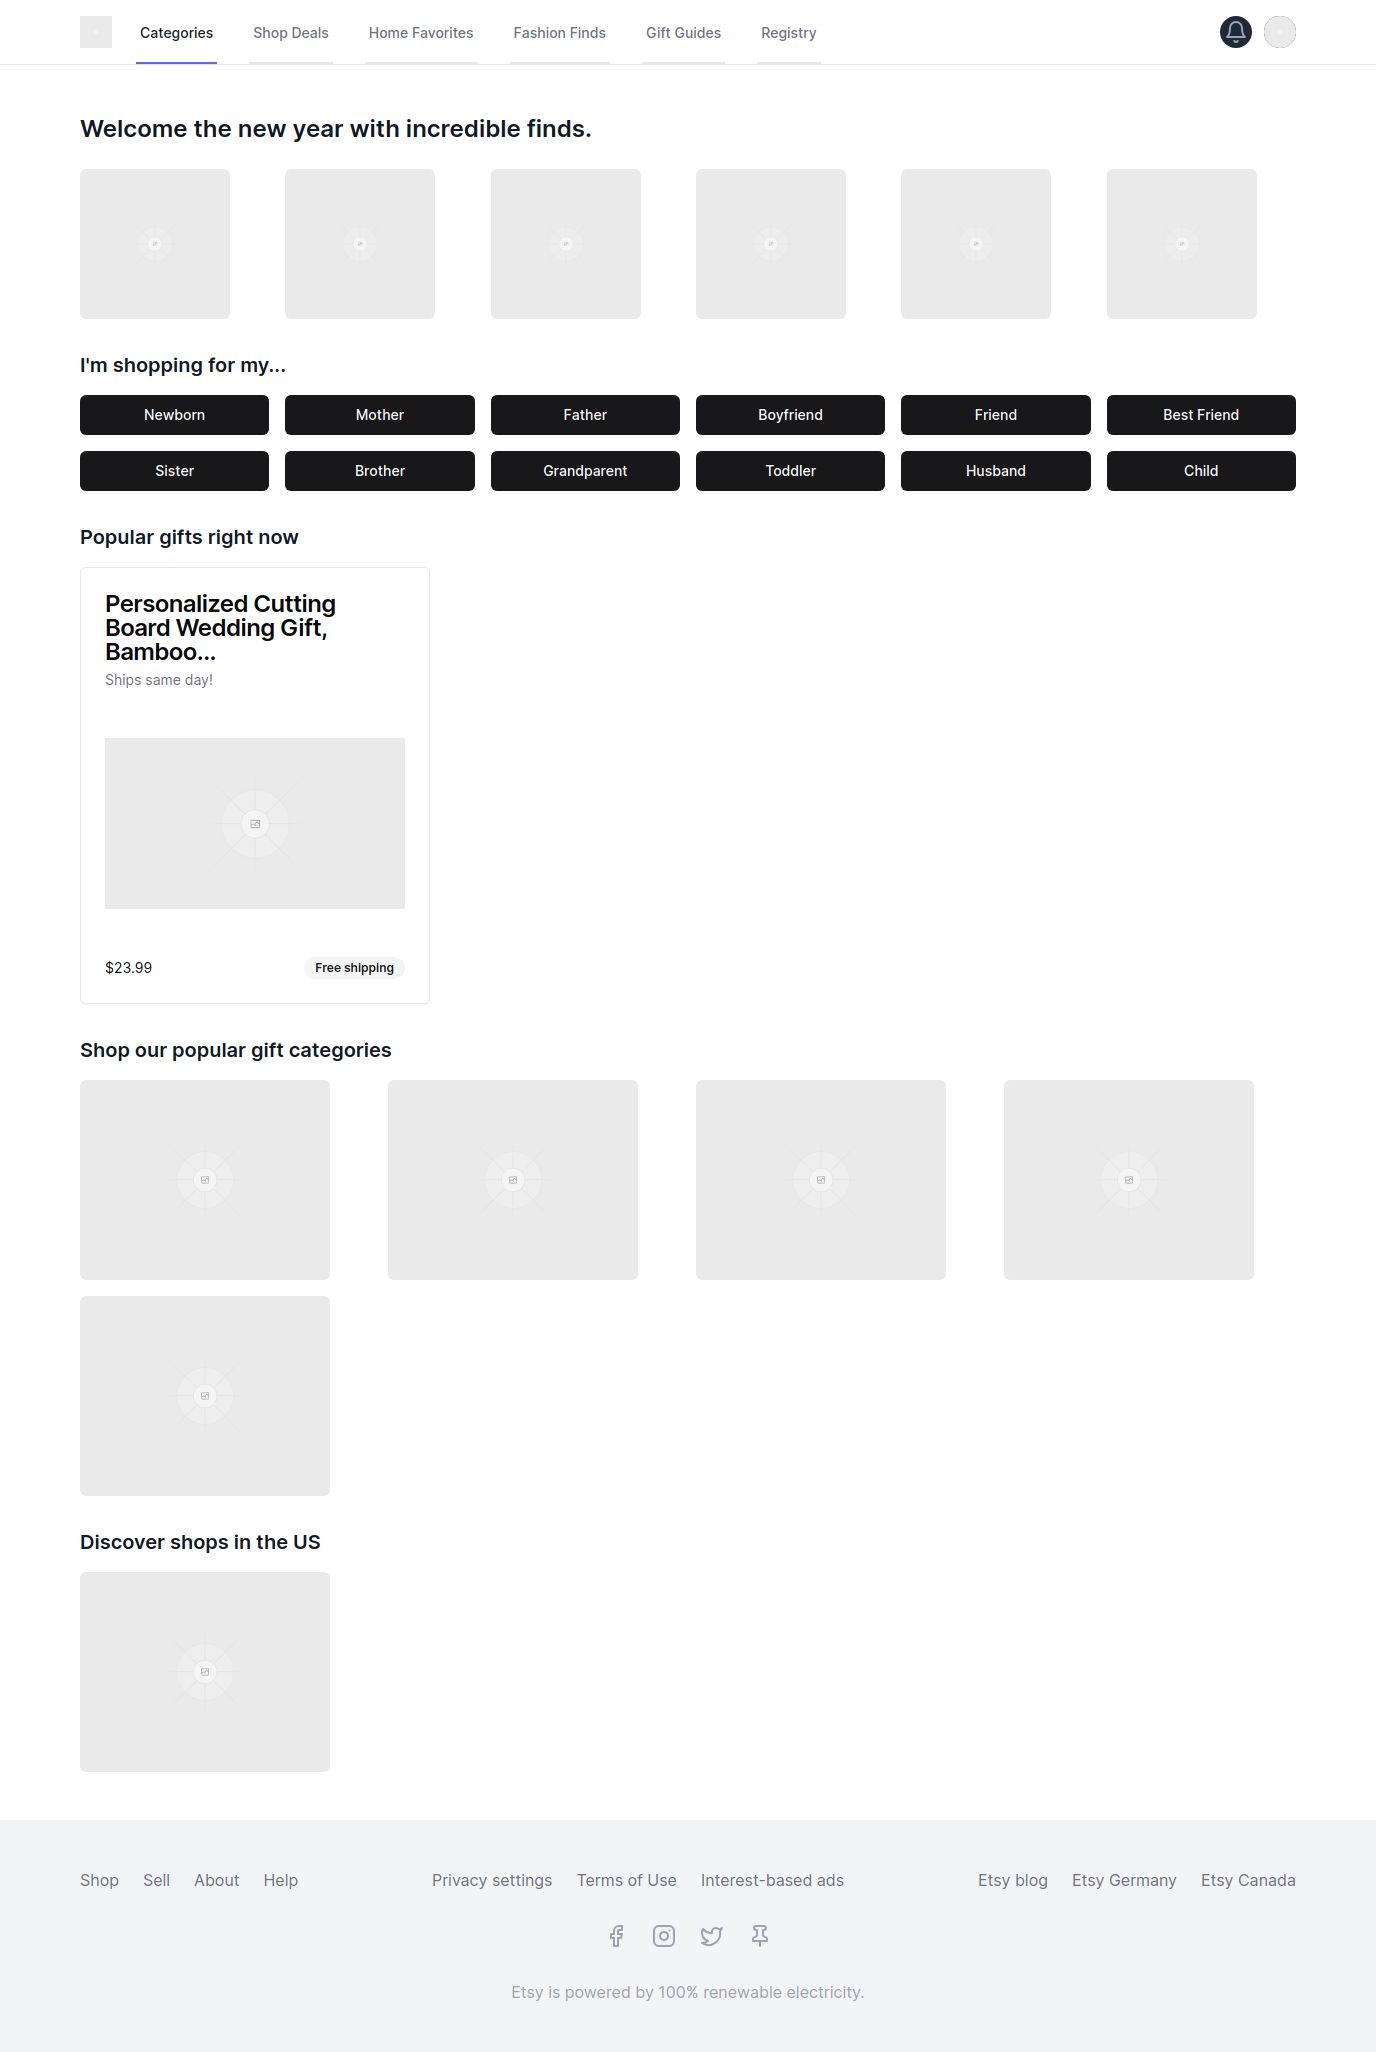 Categories
Shop Deals
Home Favorites
Fashion Finds
Gift Guides
Registry
Welcome the new year with incredible finds.
I'm shopping for my...
Newborn
Mother
Father
Boyfriend
Friend
Best Friend
Sister
Brother
Grandparent
Toddler
Husband
Child
Popular gifts right now
Personalized Cutting
Board Wedding Gift,
Bamboo...
Ships same day!
$23.99
Free shipping
Shop our popular gift categories
Discover shops in the US
Shop
Sell
About
Help
Privacy settings
Terms of Use
Interest-based ads
Etsy blog
Etsy Germany
Etsy Canada
Etsy is powered by 100% renewable electricity.